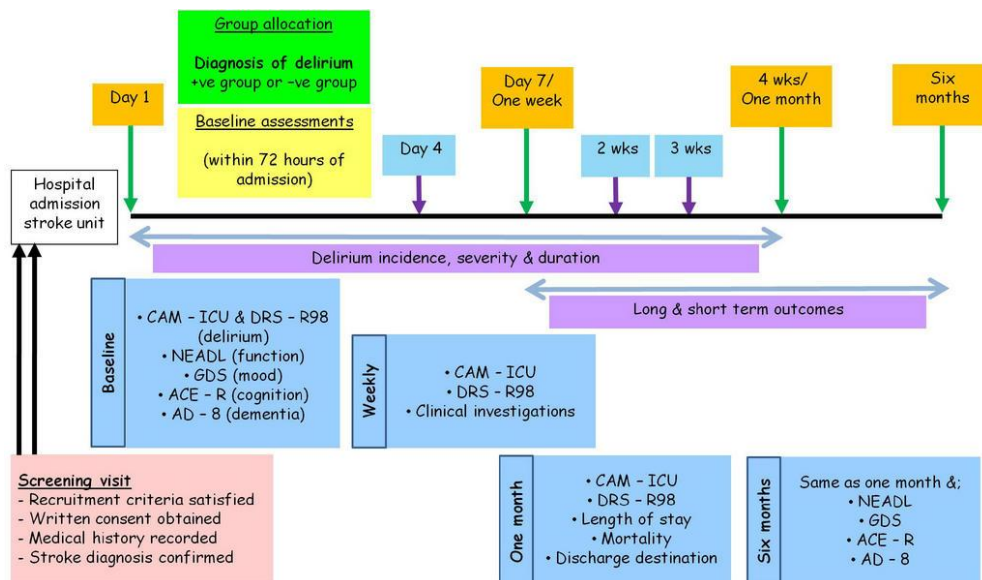 Group allocation
Diagnosis of delirium
+ve group or –ve group
Baseline assessments
(within 72 hours of
admission)
Day 1
Day 4
Day 7/
One week
2 wks
3 wks
4 wks/
One month
Six
months
Hospital
admission
stroke unit
Delirium incidence, severity & duration
Long & short term outcomes
Baseline
• CAM – ICU & DRS – R98
(delirium)
• NEADL (function)
• GDS (mood)
• ACE – R (cognition)
• AD – 8 (dementia)
Weekly
• CAM – ICU
• DRS – R98
• Clinical investigations
Screening visit
- Recruitment criteria satisfied
- Written consent obtained
- Medical history recorded
- Stroke diagnosis confirmed
One month
• CAM – ICU
• DRS – R98
• Length of stay
• Mortality
• Discharge destination
Six months
Same as one month &;
• NEADL
• GDS
• ACE – R
• AD – 8